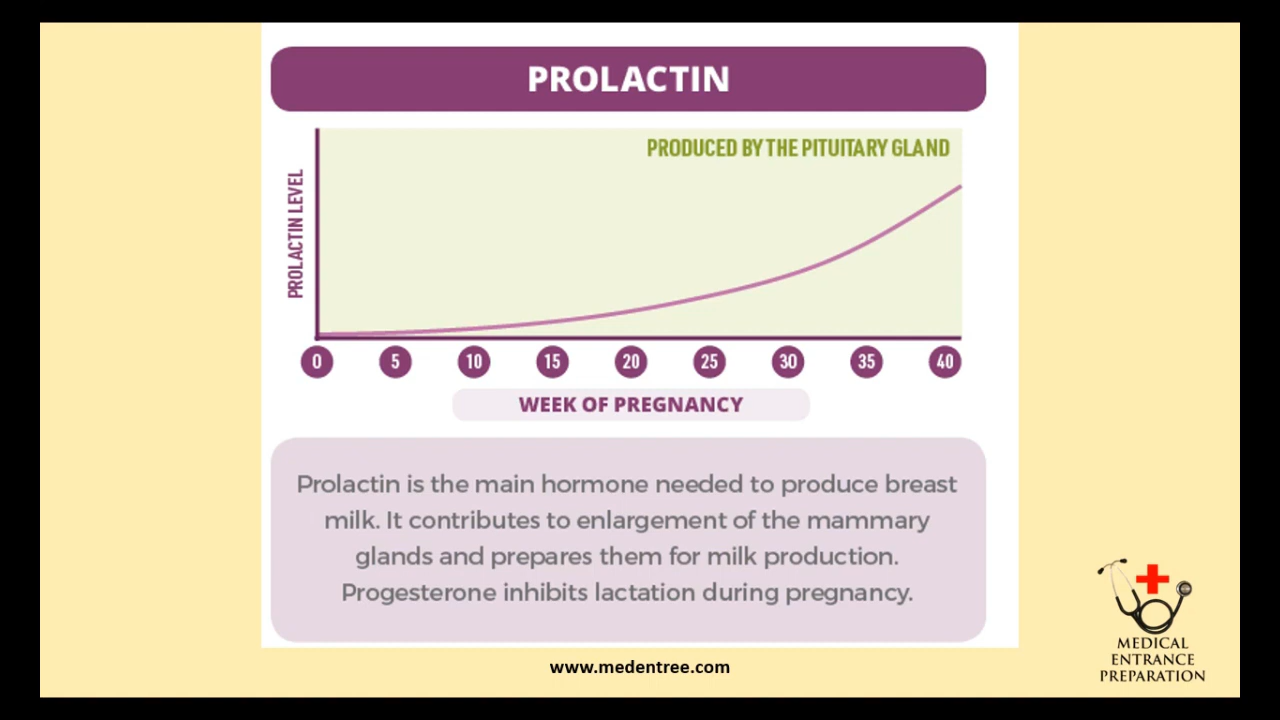 PROLACTIN
PRODUCED BY THE PITUITARY GLAND
PROLACTIN LEVEL
0 5 10 15 20 25 30 35 40
WEEK OF PREGNANCY
Prolactin is the main hormone needed to produce breast
milk. It contributes to enlargement of the mammary
glands and prepares them for milk production.
Progesterone inhibits lactation during pregnancy.
www.medentree.com
MEDICAL
ENTRANCE
PREPARATION